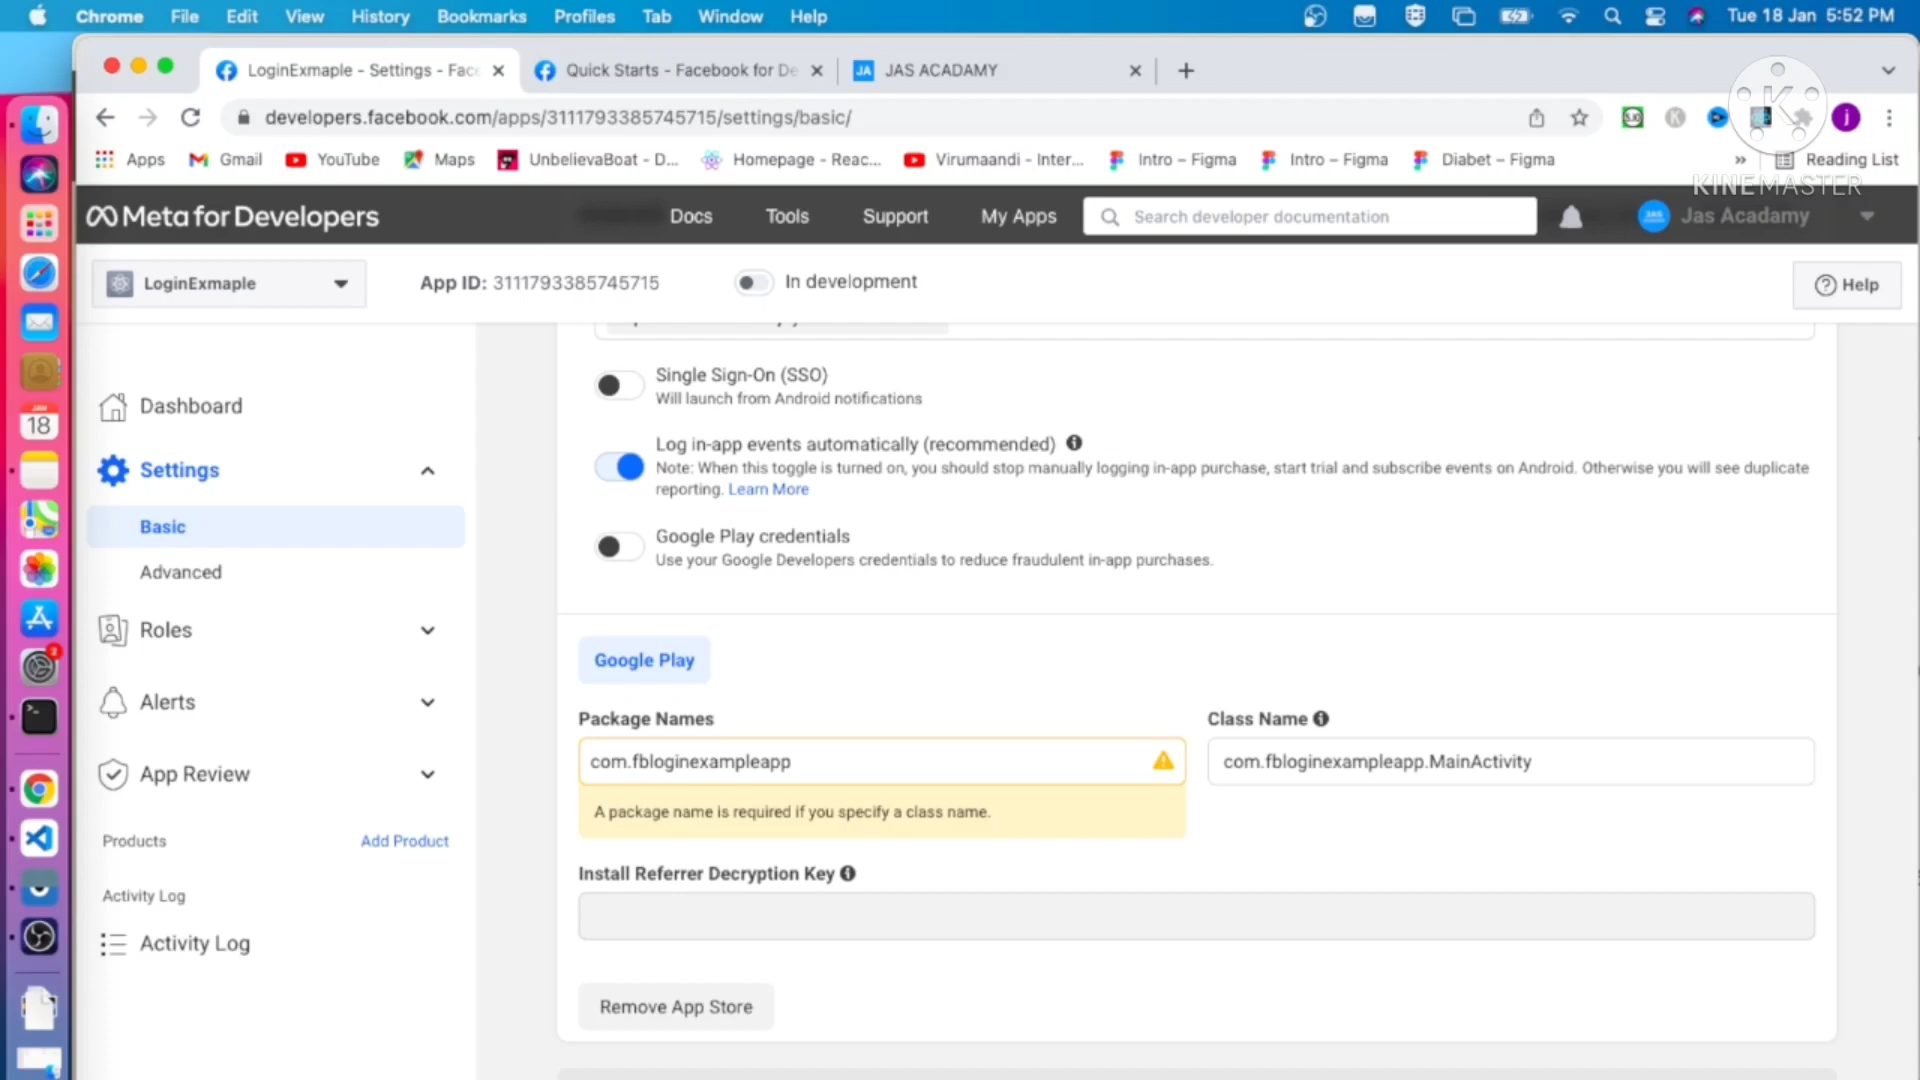 Chrome File Edit View History Bookmarks Profiles Tab Window Help Tue 18 Jan 5:52 PM
LoginExmaple - Settings - Face Quick Starts - Facebook for De JA JAS ACADAMY
developers.facebook.com/apps/3111793385745715/settings/basic/ K j
Apps Gmail YouTube Maps UnbelievaBoat - D... Homepage - Reac... Virumaandi - Inter... Intro – Figma Intro – Figma Diabet – Figma » Reading List
K
KINEMASTER
Meta for Developers Docs Tools Support My Apps Search developer documentation JAS Jas Acadamy
LoginExmaple App ID: 3111793385745715 In development Help
Dashboard
Settings
Basic
Advanced
Roles
Alerts
App Review
Products Add Product
Activity Log
Activity Log
Single Sign-On (SSO)
Will launch from Android notifications
Log in-app events automatically (recommended)
Note: When this toggle is turned on, you should stop manually logging in-app purchase, start trial and subscribe events on Android. Otherwise you will see duplicate
reporting. Learn More
Google Play credentials
Use your Google Developers credentials to reduce fraudulent in-app purchases.
Google Play
Package Names Class Name
com.fbloginexampleapp com.fbloginexampleapp.MainActivity
A package name is required if you specify a class name.
Install Referrer Decryption Key
Remove App Store
JAN
18
2